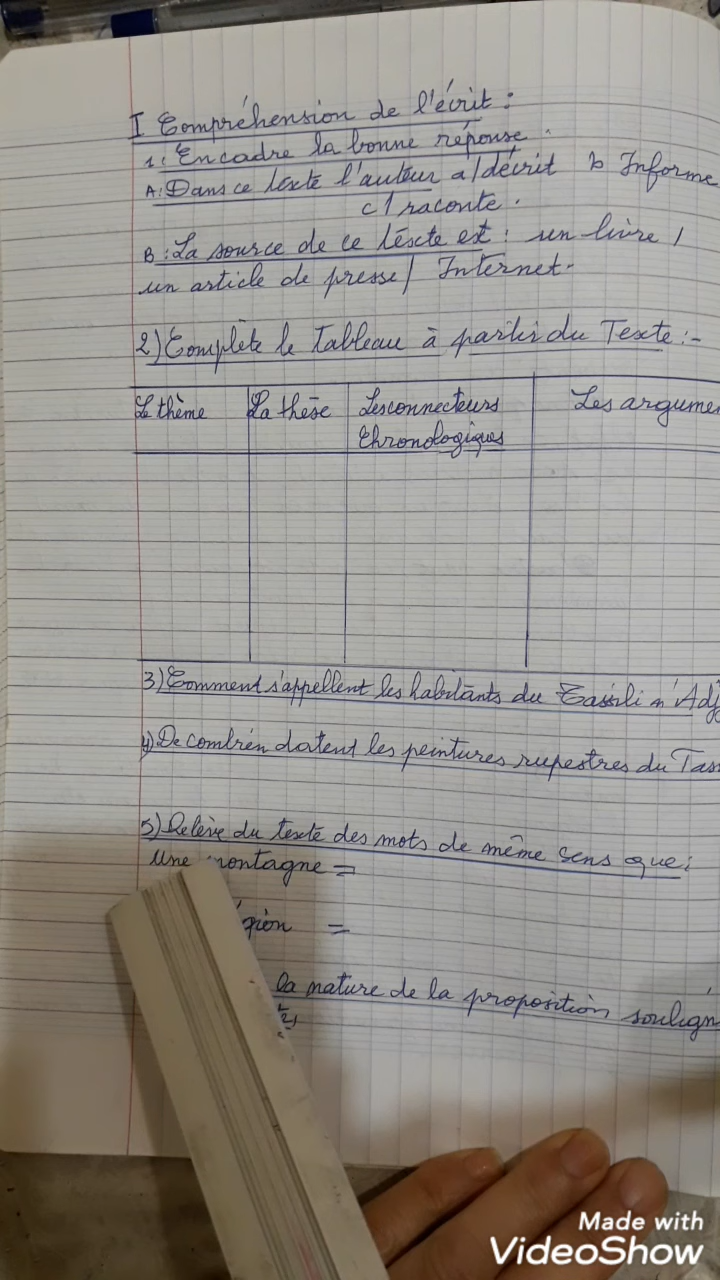 I Compréhension de l'écrit :
1: Encadre la bonne réponse.
A: Dans ce texte l'auteur a/ décrit b Informe
c/ raconte.
B: La source de ce texte est : un livre /
un article de presse / Internet.
2) Complète le tableau à partir du Texte :-
Le thème La thèse Les connecteurs Les argume
Chronologiques
3) Comment s'appellent les habitants du Tassili n'Adj
4) De combien datent les peintures rupestres du Tass
5) Relève du texte des mots de même sens que :
Une montagne =
gion =
la nature de la proposition soulign
Made with
VideoShow